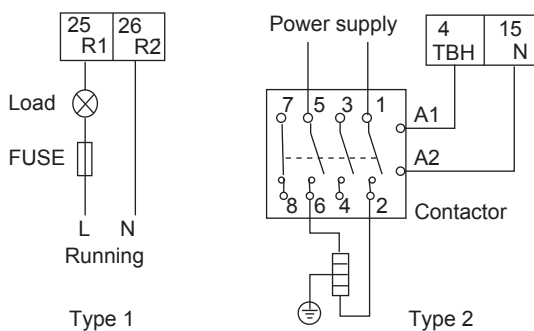 25 26
R1 R2
Load
FUSE
L N
Running
Type 1
Power supply
4 15
TBH N
7 5 3 1
A1
A2
8 6 4 2
Contactor
Type 2